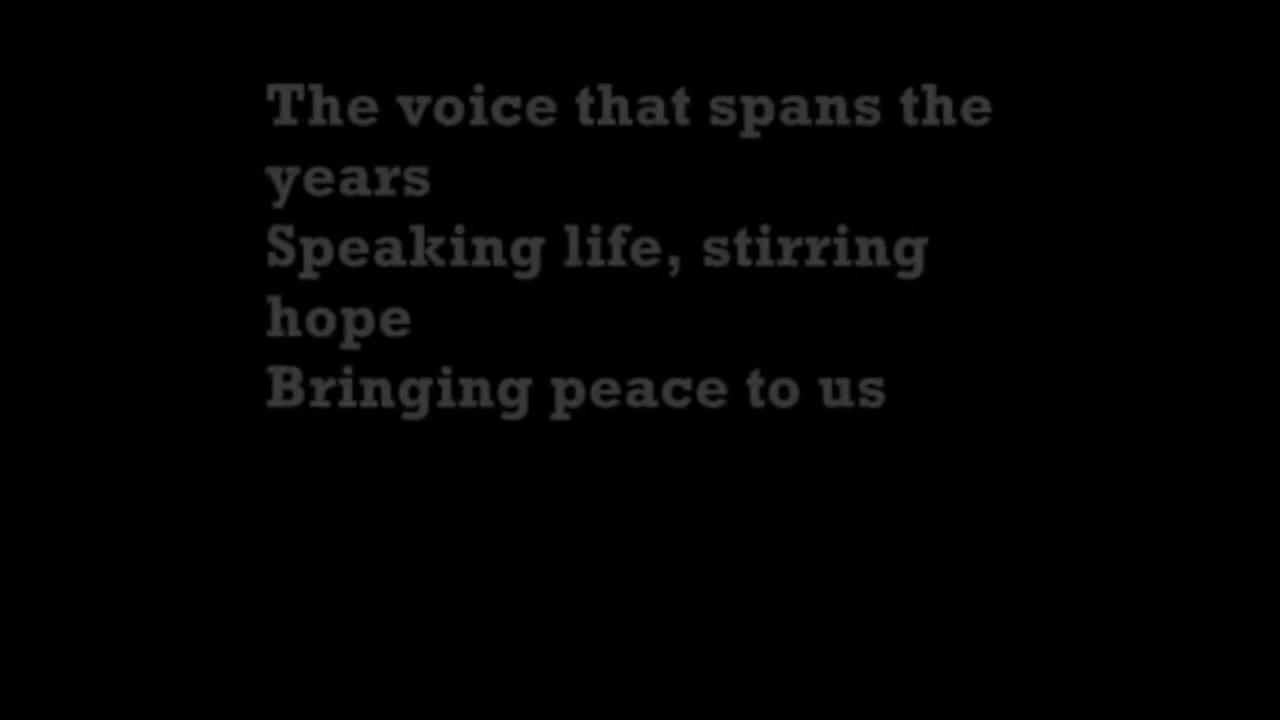 The voice that spans the
years
Speaking life, stirring
hope
Bringing peace to us